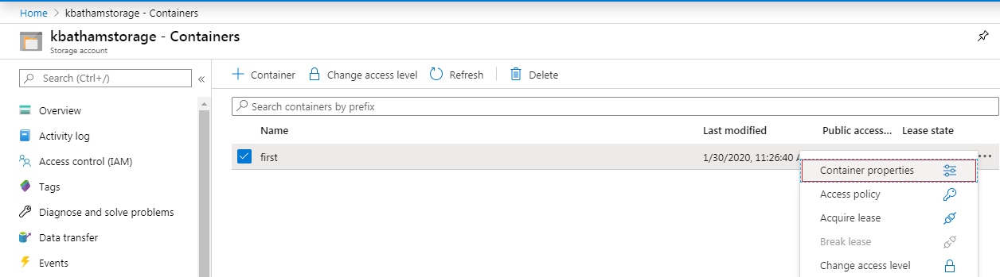 Home > kbathamstorage - Containers
kbathamstorage - Containers
Storage account
Search (Ctrl+/)
«
Overview
Activity log
Access control (IAM)
Tags
Diagnose and solve problems
Data transfer
Events
+ Container Change access level Refresh Delete
Search containers by prefix
Name Last modified Public access... Lease state
first 1/30/2020, 11:26:40 ...
Container properties
Access policy
Acquire lease
Break lease
Change access level